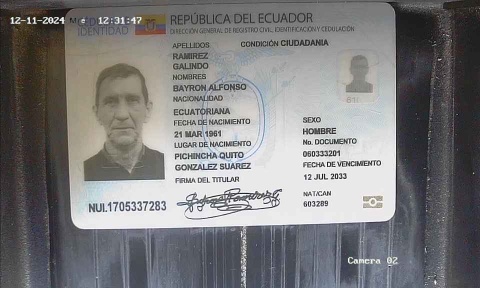 12-11-2024 M # 12:31:47
IDENTIDAD
REPÚBLICA DEL ECUADOR
DIRECCIÓN GENERAL DE REGISTRO CIVIL, IDENTIFICACIÓN Y CEDULACIÓN
APELLIDOS
CONDICIÓN CIUDADANIA
RAMIREZ
GALINDO
NOMBRES
BAYRON ALFONSO
NACIONALIDAD
ECUATORIANA
FECHA DE NACIMIENTO
SEXO
21 MAR 1961
HOMBRE
LUGAR DE NACIMIENTO
No. DOCUMENTO
PICHINCHA QUITO
060333201
GONZALEZ SUAREZ
FECHA DE VENCIMIENTO
FIRMA DEL TITULAR
12 JUL 2033
NUI.1705337283
NAT/CAN
603289
Camera 02